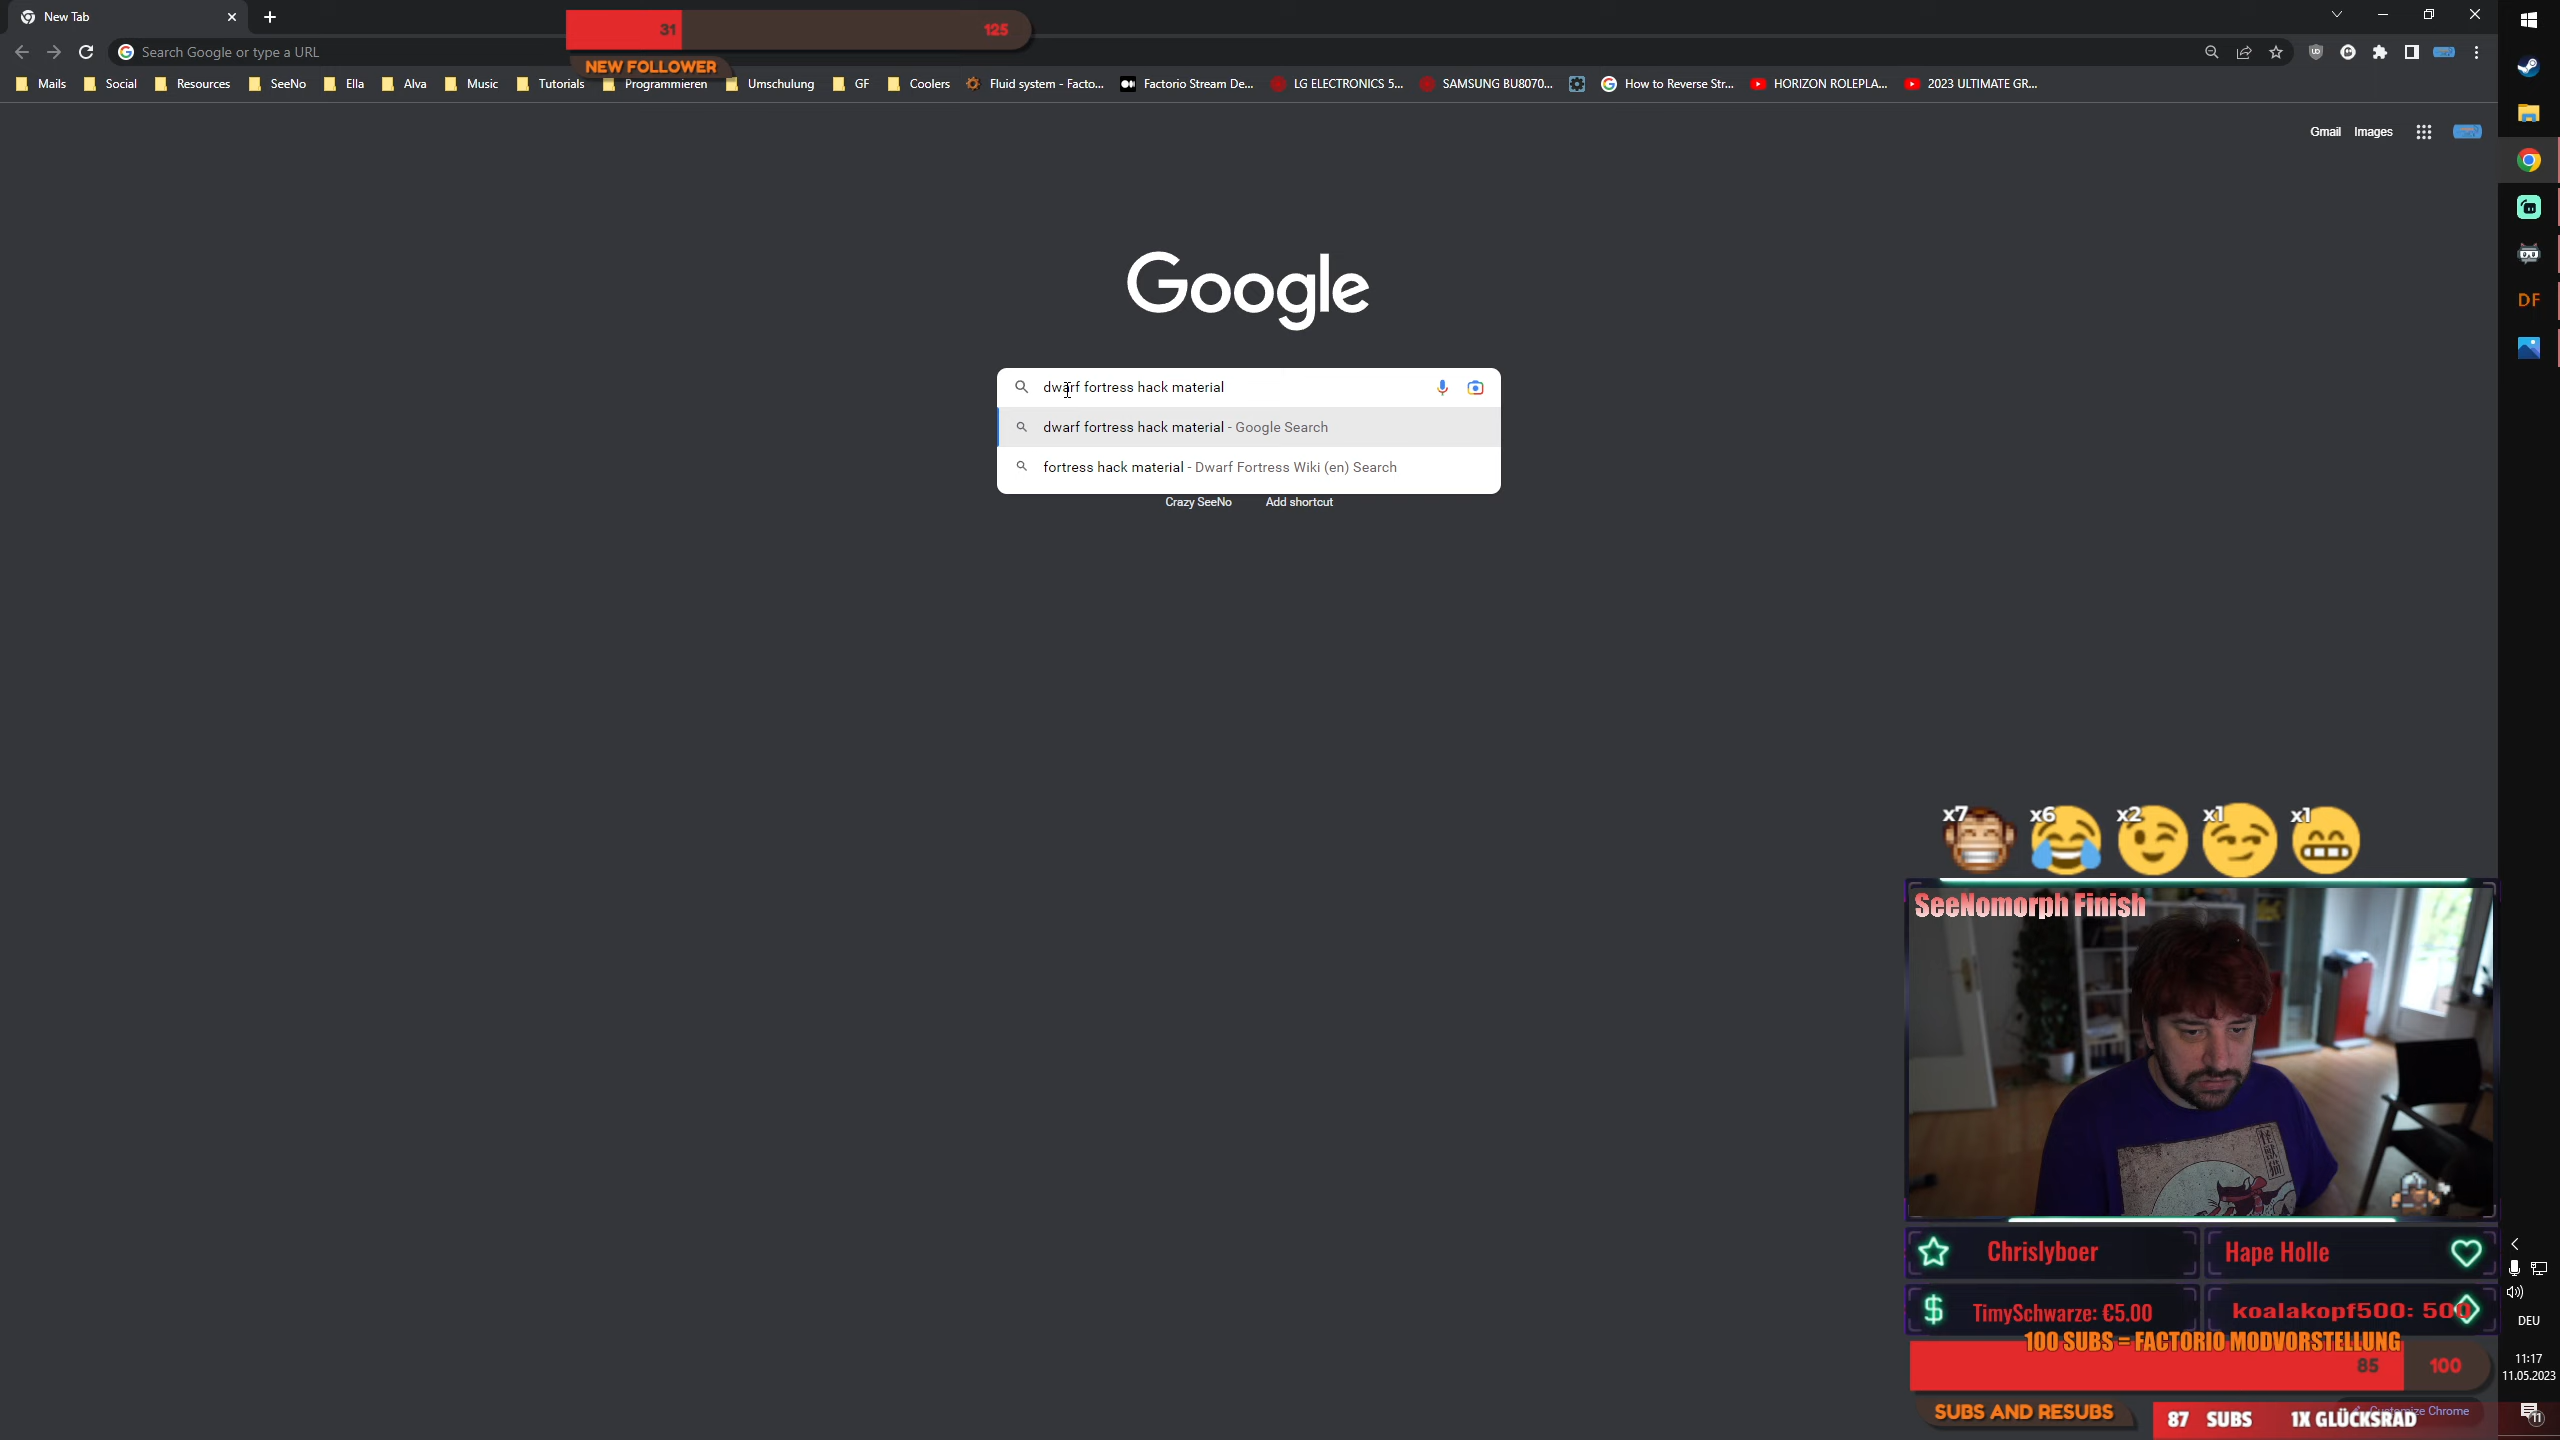 New Tab
31
125
NEW FOLLOWER
Search Google or type a URL
Mails
Social
Resources
SeeNo
Ella
Alva
Music
Tutorials
Programmieren
Umschulung
GF
Coolers
Fluid system - Facto...
Factorio Stream De...
LG ELECTRONICS 5...
SAMSUNG BU8070...
How to Reverse Str...
HORIZON ROLEPLA...
2023 ULTIMATE GR...
Gmail
Images
Google
dwarf fortress hack material
dwarf fortress hack material - Google Search
fortress hack material - Dwarf Fortress Wiki (en) Search
Crazy SeeNo
Add shortcut
DF
x7
x6
x2
x1
x1
SeeNomorph Finish
Chrislyboer
Hape Holle
TimySchwarze: €5.00
koalakopf500: 500
100 SUBS = FACTORIO MODVORSTELLUNG
85
100
SUBS AND RESUBS
87 SUBS 1X GLÜCKSRAD
Customize Chrome
DEU
11:17
11.05.2023
11